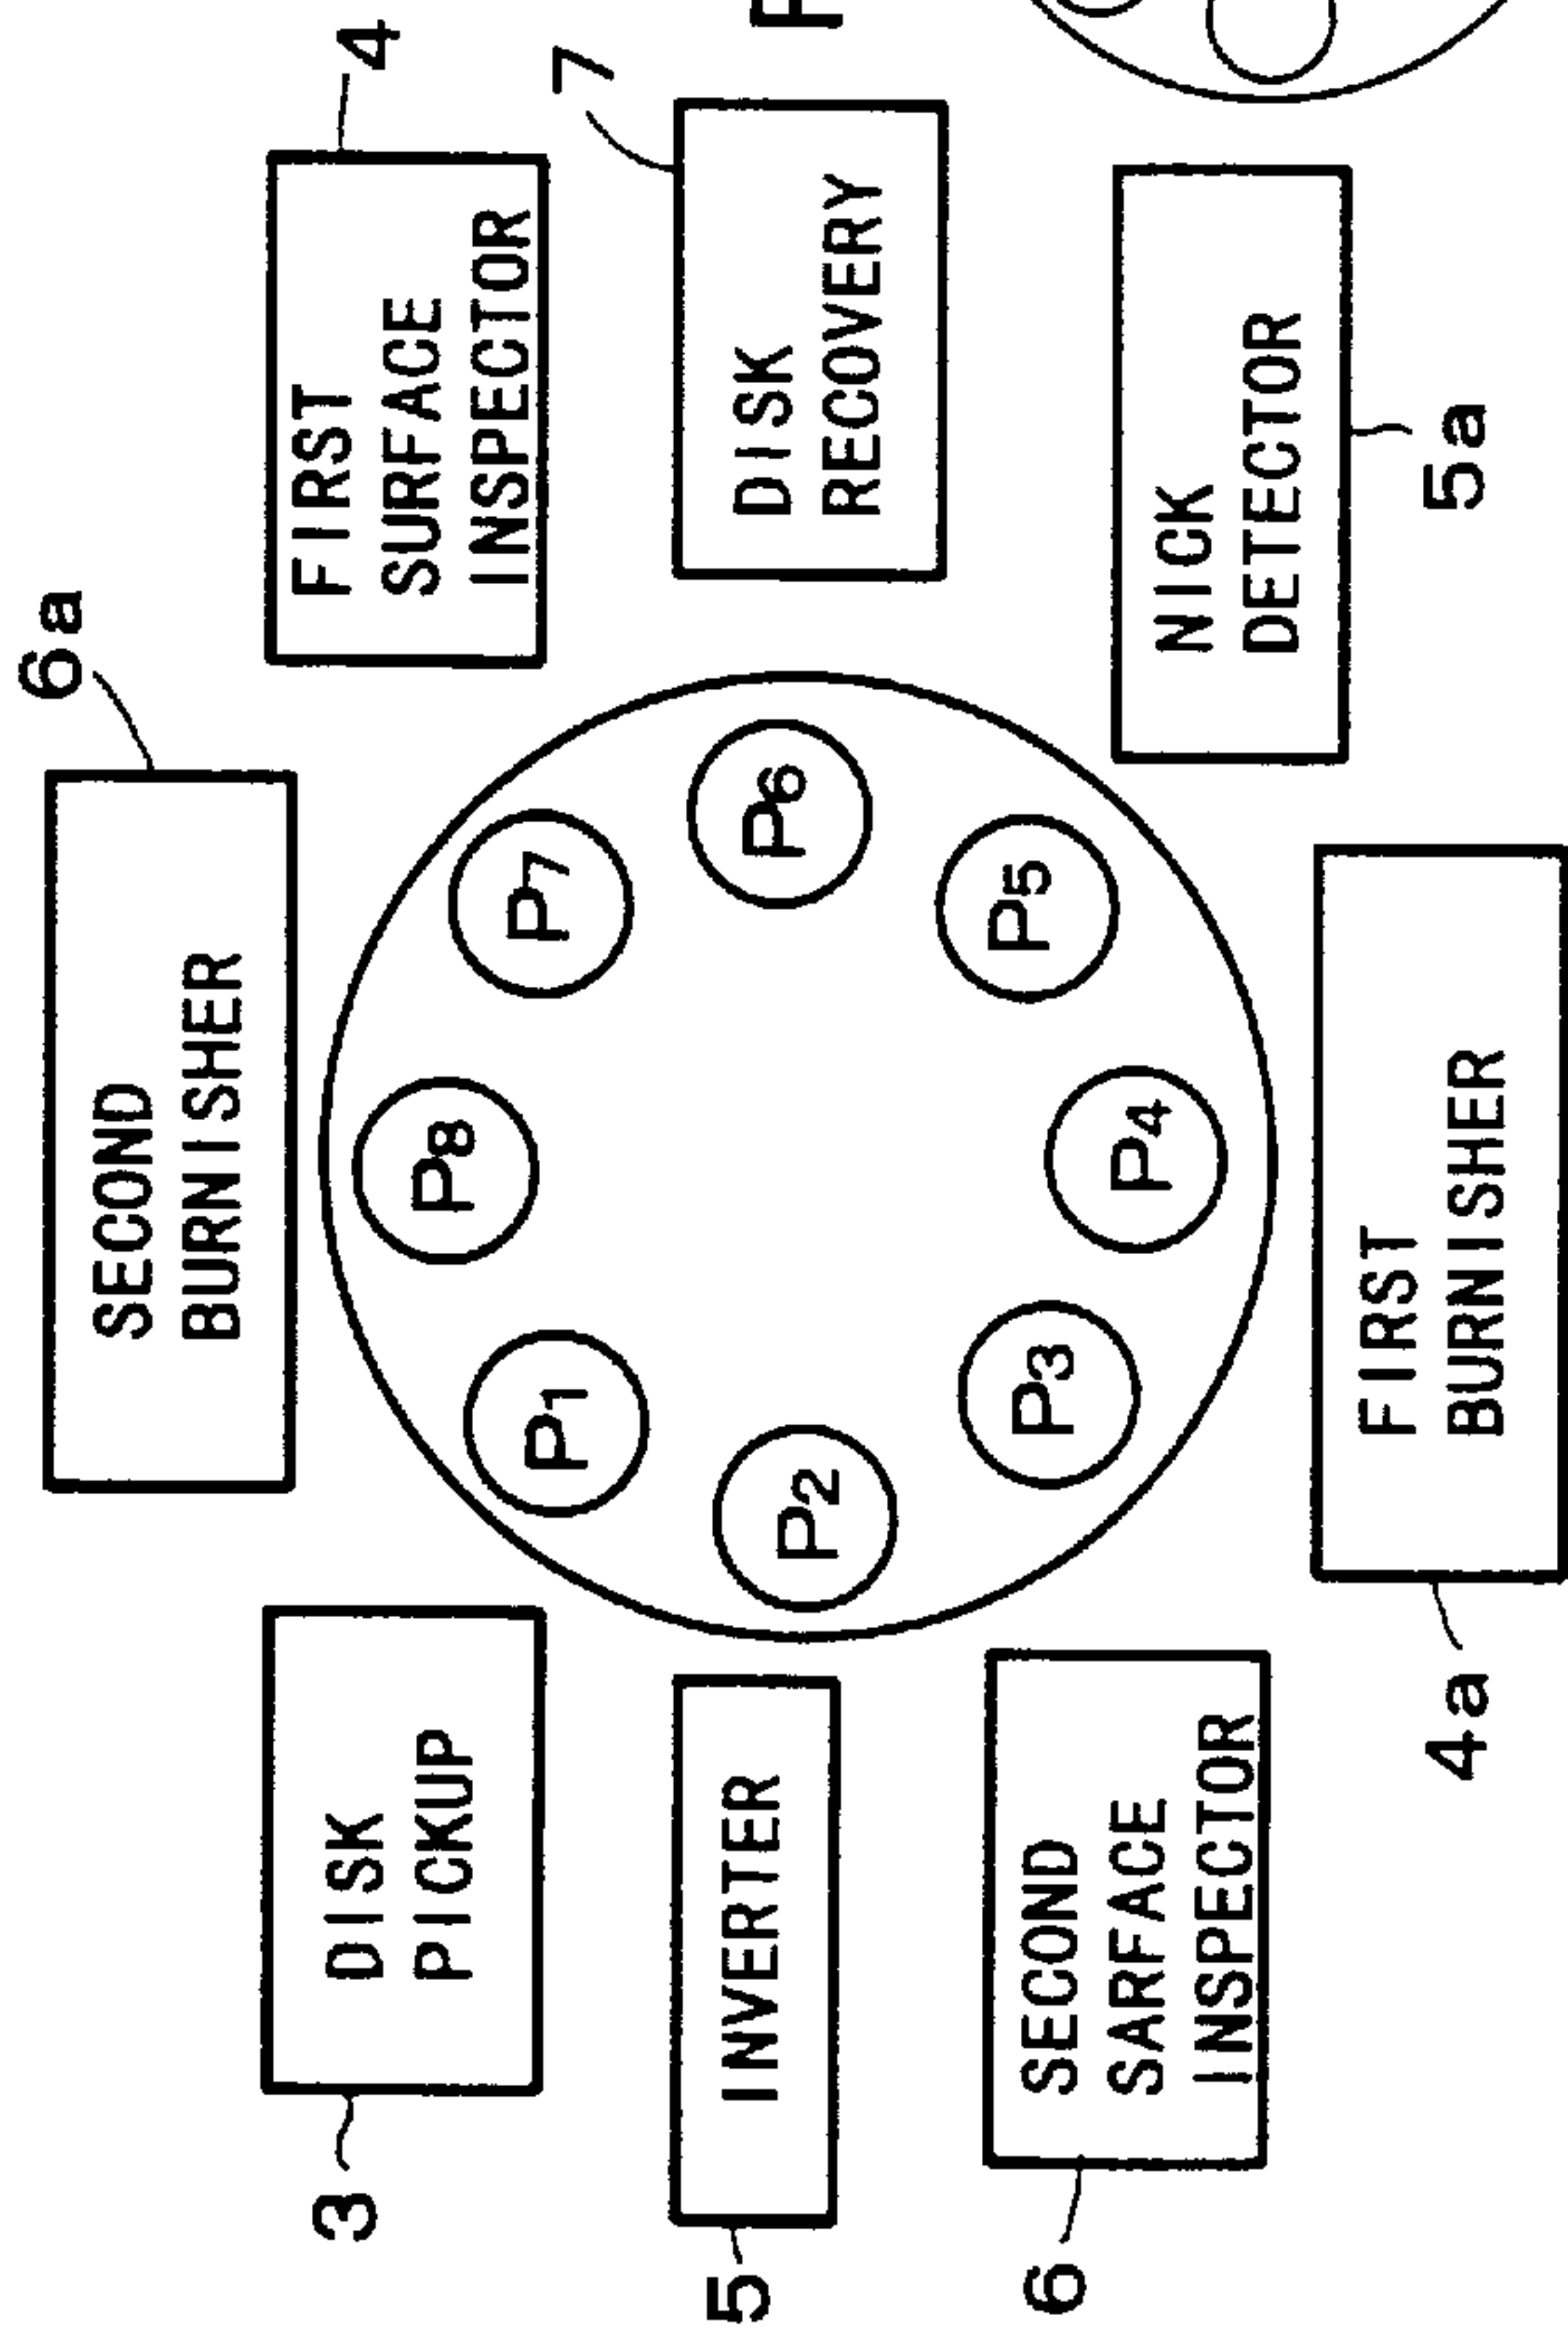 6a
SECOND
BURNISHER
3
DISK
PICKUP
FIRST
SURFACE
INSPECTOR
4
P8
P1
P7
5
INVERTER
P2
P6
DISK
RECOVERY
7
6
SECOND
SARFACE
INSPECTOR
P3
P5
P4
NICK
DETECTOR
5a
FIRST
BURNISHER
4a